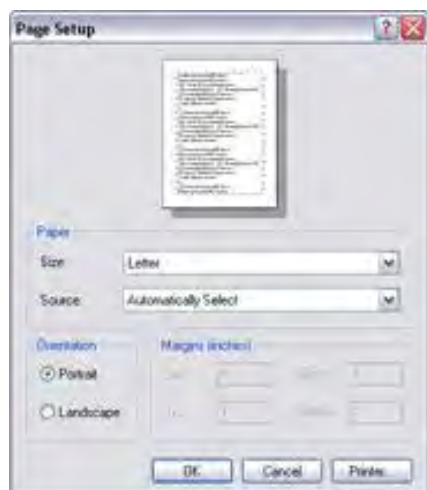 Page Setup
Paper
Size: Letter
Source: Automatically Select
Orientation Margins (inches)
Portrait
Landscape
OK Cancel Printer...